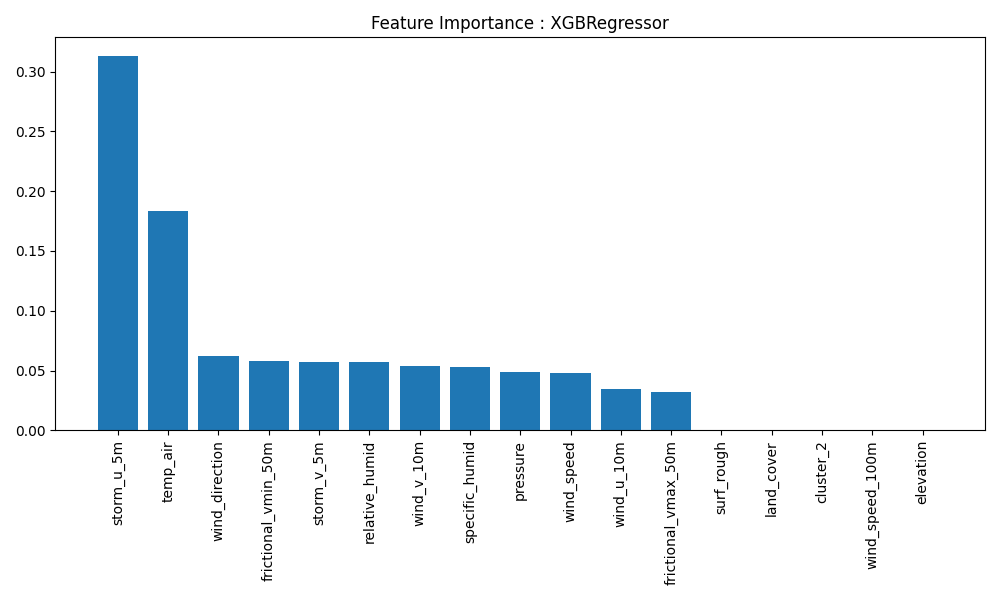 Feature Importance : XGBRegressor
0.30
0.25
0.20
0.15
0.10
0.05
0.00
storm_u_5m
temp_air
wind_direction
frictional_vmin_50m
storm_v_5m
relative_humid
wind_v_10m
specific_humid
pressure
wind_speed
wind_u_10m
frictional_vmax_50m
surf_rough
land_cover
cluster_2
wind_speed_100m
elevation